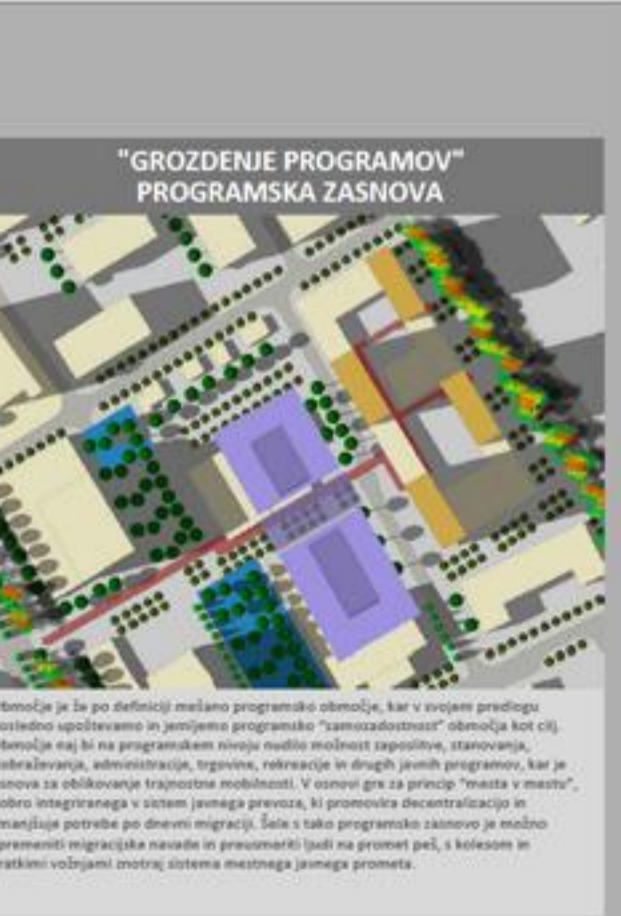 "GROZDENJE PROGRAMOV"
PROGRAMSKA ZASNOVA
bmočje je že po definiciji mešano programsko območje, kar v svojem predlogu
osledno upoštevamo in jemljemo programsko "samozadostnost" območja kot cilj.
bmočje naj bi na programskem nivoju nudilo možnost zaposlitve, stanovanja,
obraževanja, administracije, trgovine, rekreacije in drugih javnih programov, kar je
snova za oblikovanje trajnostne mobilnosti. V osnovi gre za princip "mesta v mestu",
obro integriranega v sistem javnega prevoza, ki promovira decentralizacijo in
manjšuje potrebe po dnevni migraciji. Šele s tako programsko zasnovo je možno
premeniti migracijske navade in preusmeriti ljudi na promet peš, s kolesom in
ratkimi vožnjami znotraj sistema mestnega javnega prometa.